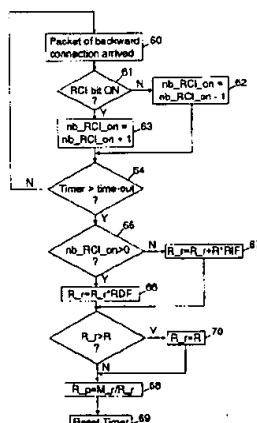 Packet of backward
connection arrived
60
61
RCI bit ON
?
N
nb_RCI_on =
nb_RCI_on - 1
62
Y
nb_RCI_on =
nb_RCI_on + 1
63
64
N
Timer > time-out
?
Y
65
nb_RCI_on>0
?
N
R_r=R_r+R*RIF
Y
R_r=R_r*RDF
66
R_r>R
?
Y
R_r=R
70
N
R_p=M_r/R_r
68
Reset Timer
69